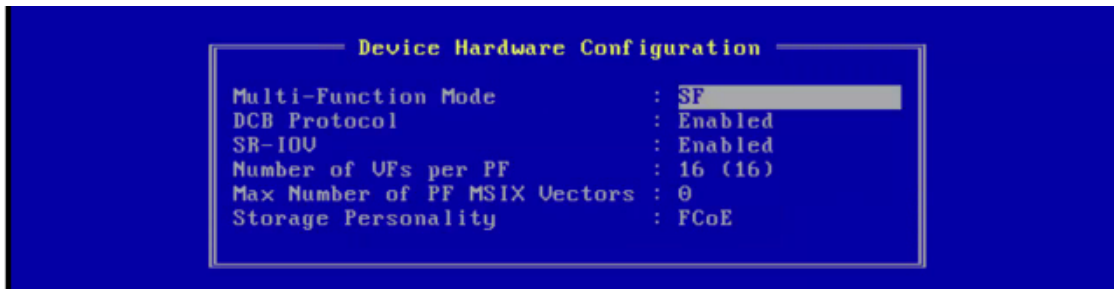 Device Hardware Configuration
Multi-Function Mode : SF
DCB Protocol : Enabled
SR-IOV : Enabled
Number of VFs per PF : 16 (16)
Max Number of PF MSIX Vectors : 0
Storage Personality : FCoE